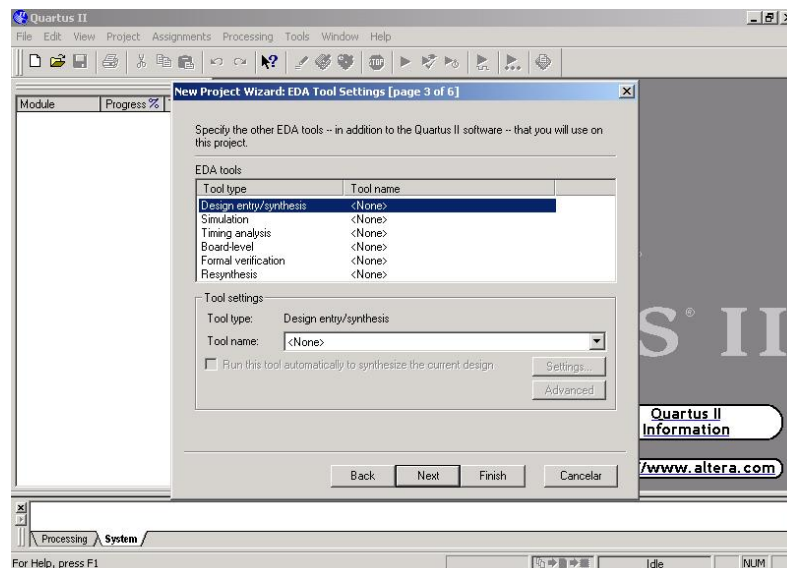 Quartus II
File Edit View Project Assignments Processing Tools Window Help
STOP
Module Progress %
New Project Wizard: EDA Tool Settings [page 3 of 6]
Specify the other EDA tools -- in addition to the Quartus II software -- that you will use on
this project.
EDA tools
Tool type Tool name
Design entry/synthesis <None>
Simulation <None>
Timing analysis <None>
Board-level <None>
Formal verification <None>
Resynthesis <None>
Tool settings
Tool type: Design entry/synthesis
Tool name: <None>
Run this tool automatically to synthesize the current design
Settings...
Advanced
S® II
Quartus II
Information
/www.altera.com
Back Next Finish Cancelar
Processing System
For Help, press F1
Idle NUM